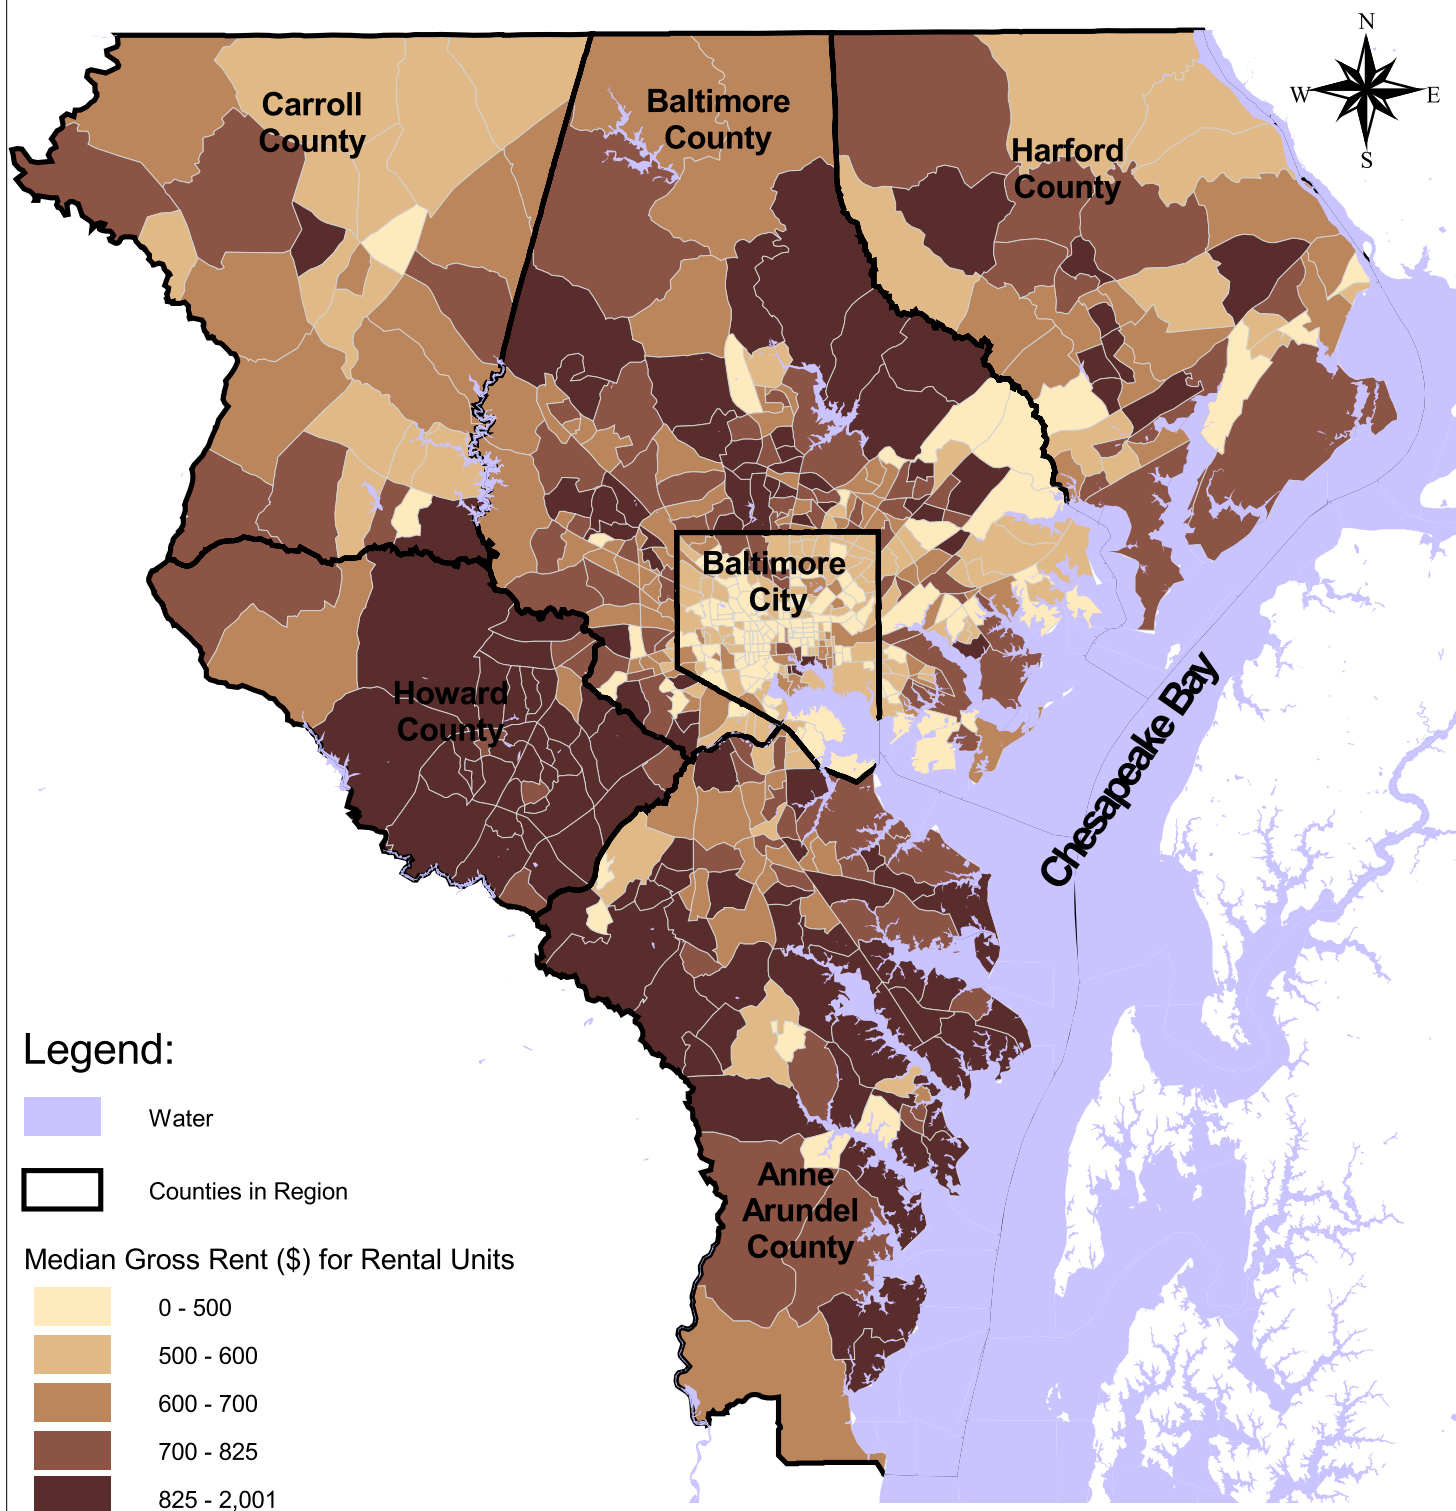 N
W
E
S
Carroll
County
Baltimore
County
Harford
County
Baltimore
City
Howard
County
Chesapeake Bay
Anne
Arundel
County
Legend:
Water
Counties in Region
Median Gross Rent ($) for Rental Units
0 - 500
500 - 600
600 - 700
700 - 825
825 - 2,001